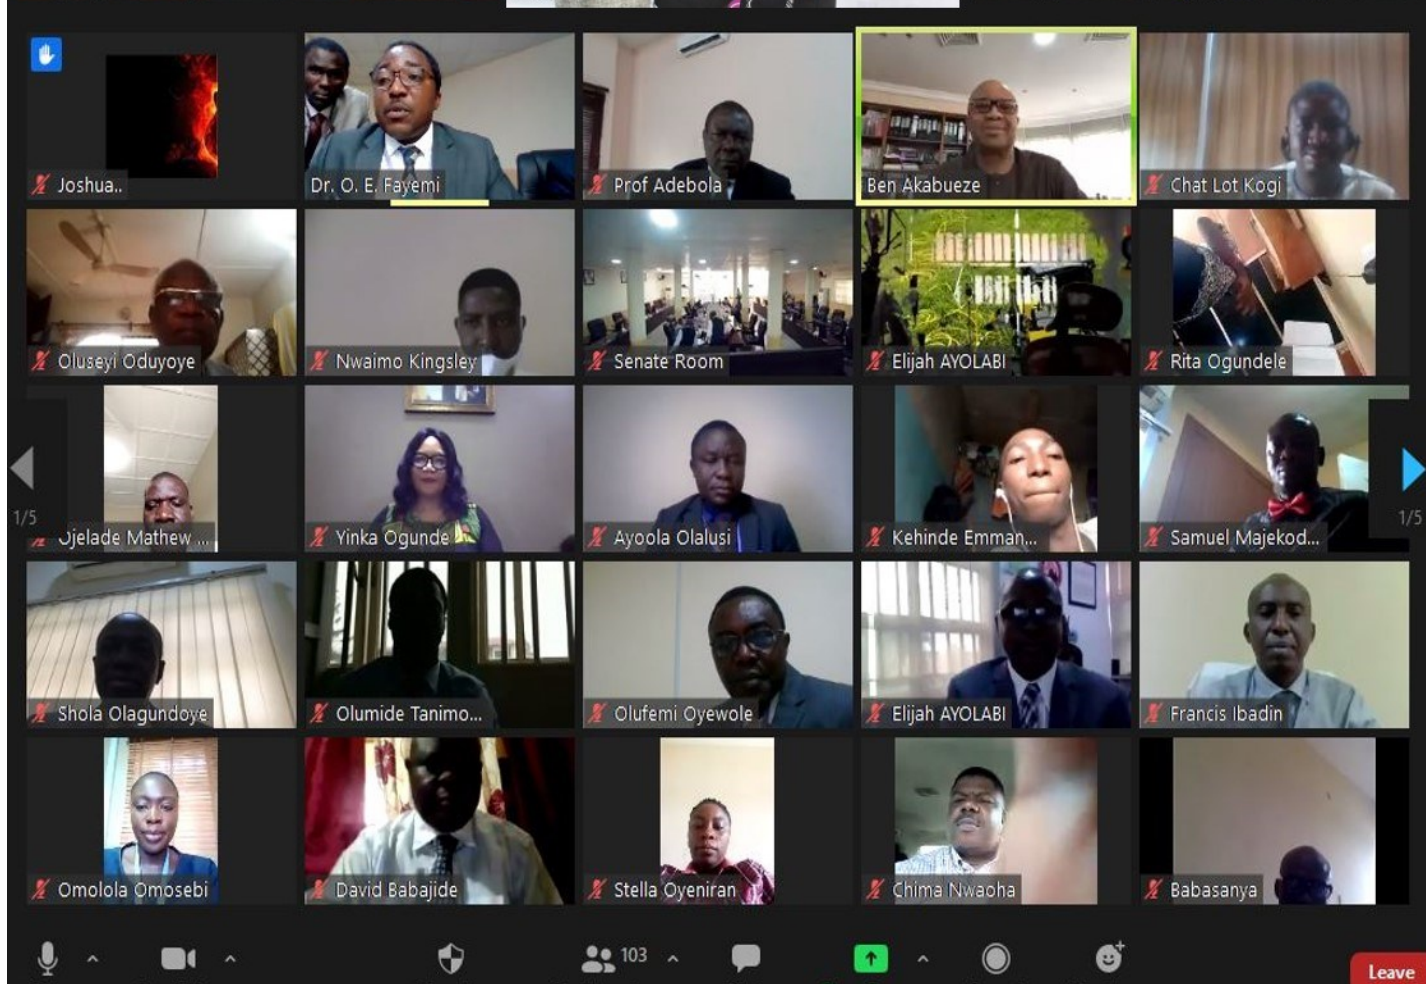 Joshua..
Dr. O. E. Fayemi
Prof Adebola
Ben Akabueze
Chat Lot Kogi
Oluseyi Oduyoye
Nwaimo Kingsley
Senate Room
Elijah AYOLABI
Rita Ogundele
Ojelade Mathew ...
Yinka Ogunde
Ayoola Olalusi
Kehinde Emman...
Samuel Majekod...
1/5
1/5
Shola Olagundoye
Olumide Tanimo...
Olufemi Oyewole
Elijah AYOLABI
Francis Ibadin
Omolola Omosebi
David Babajide
Stella Oyeniran
Chima Nwaoha
Babasanya
103
Leave